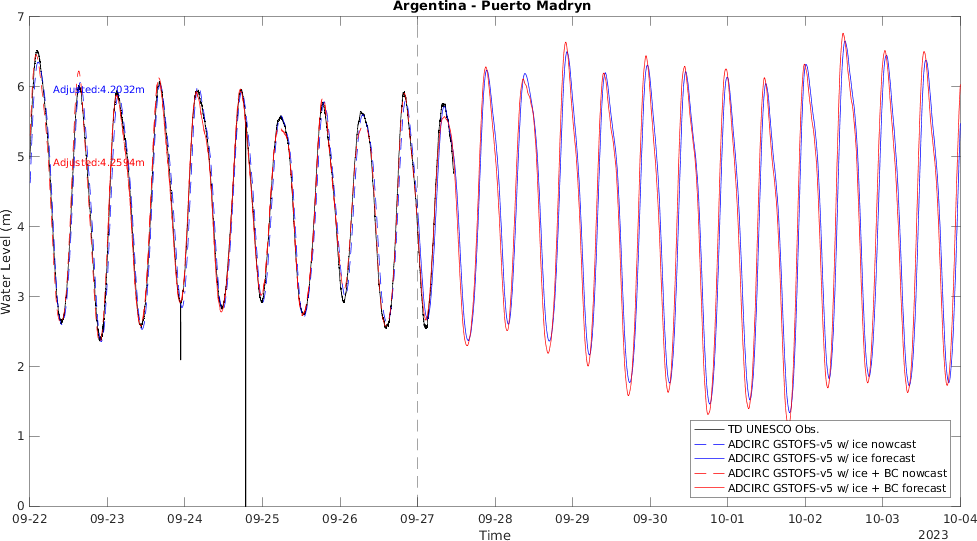 Argentina - Puerto Madryn
7
6
5
4
3
2
1
0
Water Level (m)
Adjusted:4.2032m
Adjusted:4.2594m
TD UNESCO Obs.
ADCIRC GSTOFS-v5 w/ ice nowcast
ADCIRC GSTOFS-v5 w/ ice forecast
ADCIRC GSTOFS-v5 w/ ice + BC nowcast
ADCIRC GSTOFS-v5 w/ ice + BC forecast
09-22 09-23 09-24 09-25 09-26 09-27 09-28 09-29 09-30 10-01 10-02 10-03 10-04
Time
2023